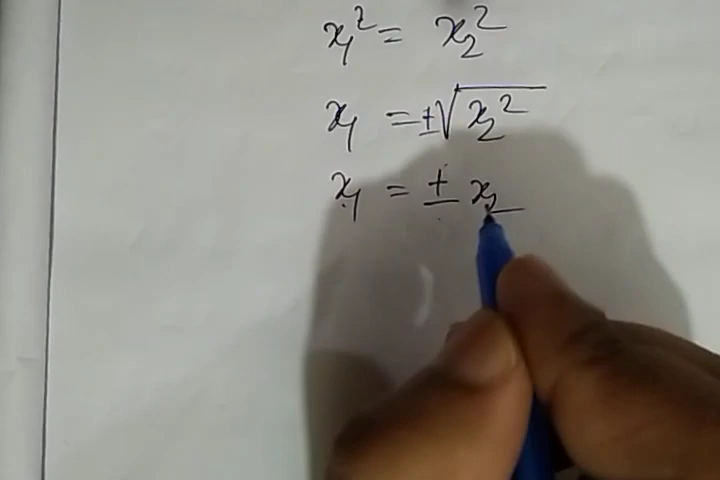 x₁² = x₂²
x₁ = ±√x₂²
x₁ = ± x₂